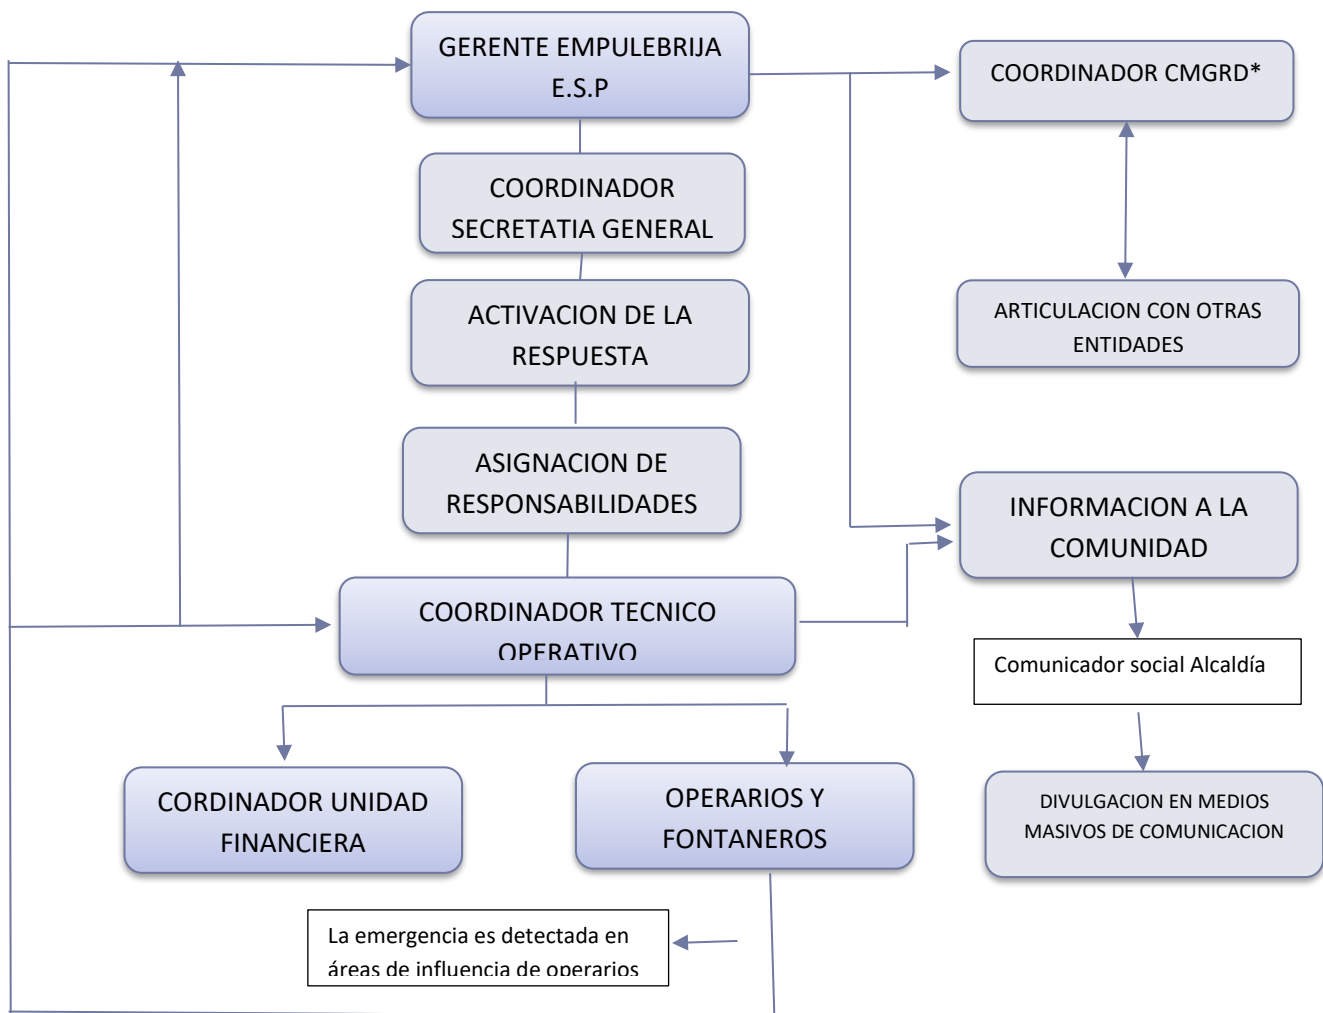 GERENTE EMPULEBRIJA
E.S.P
COORDINADOR CMGRD*
COORDINADOR
SECRETATIA GENERAL
ACTIVACION DE LA
RESPUESTA
ARTICULACION CON OTRAS
ENTIDADES
ASIGNACION DE
RESPONSABILIDADES
INFORMACION A LA
COMUNIDAD
COORDINADOR TECNICO
OPERATIVO
Comunicador social Alcaldía
CORDINADOR UNIDAD
FINANCIERA
OPERARIOS Y
FONTANEROS
DIVULGACION EN MEDIOS
MASIVOS DE COMUNICACION
La emergencia es detectada en
áreas de influencia de operarios